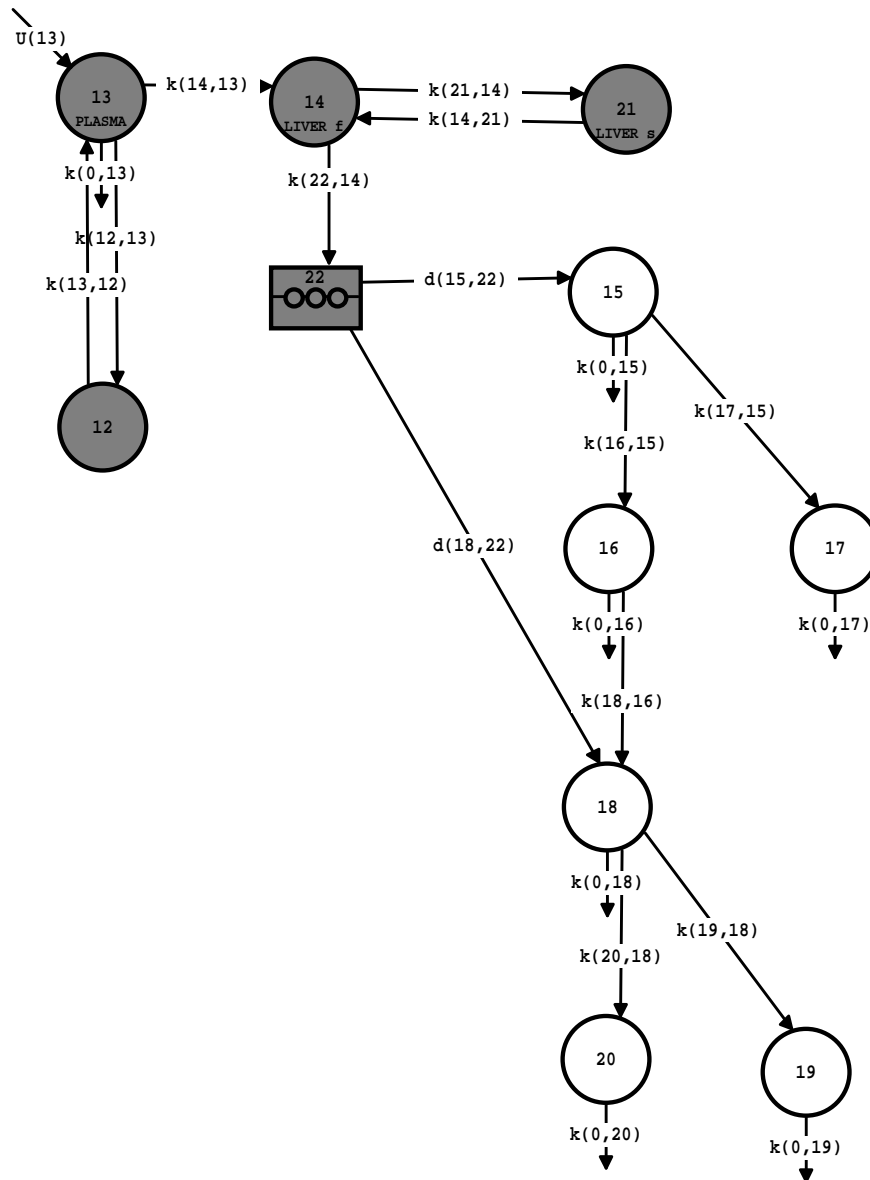 U(13)
13
PLASMA
k(14,13)
14
LIVER f
k(21,14)
k(14,21)
21
LIVER s
k(0,13)
k(22,14)
k(12,13)
k(13,12)
22
d(15,22)
15
k(0,15)
k(17,15)
12
k(16,15)
d(18,22)
16
17
k(0,16)
k(0,17)
k(18,16)
18
k(0,18)
k(19,18)
k(20,18)
20
19
k(0,20)
k(0,19)